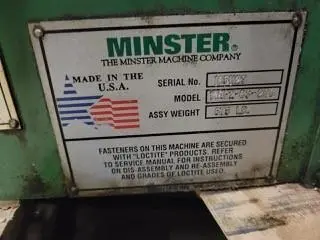 MINSTER®
THE MINSTER MACHINE COMPANY
MADE IN THE
U.S.A.
SERIAL No.
MODEL
ASSY WEIGHT LB.
FASTENERS ON THIS MACHINE ARE SECURED
WITH "LOCTITE" PRODUCTS. REFER
TO SERVICE MANUAL FOR INSTRUCTIONS
ON DIS-ASSEMBLY AND RE-ASSEMBLY
AND GRADES OF LOCTITE USED.